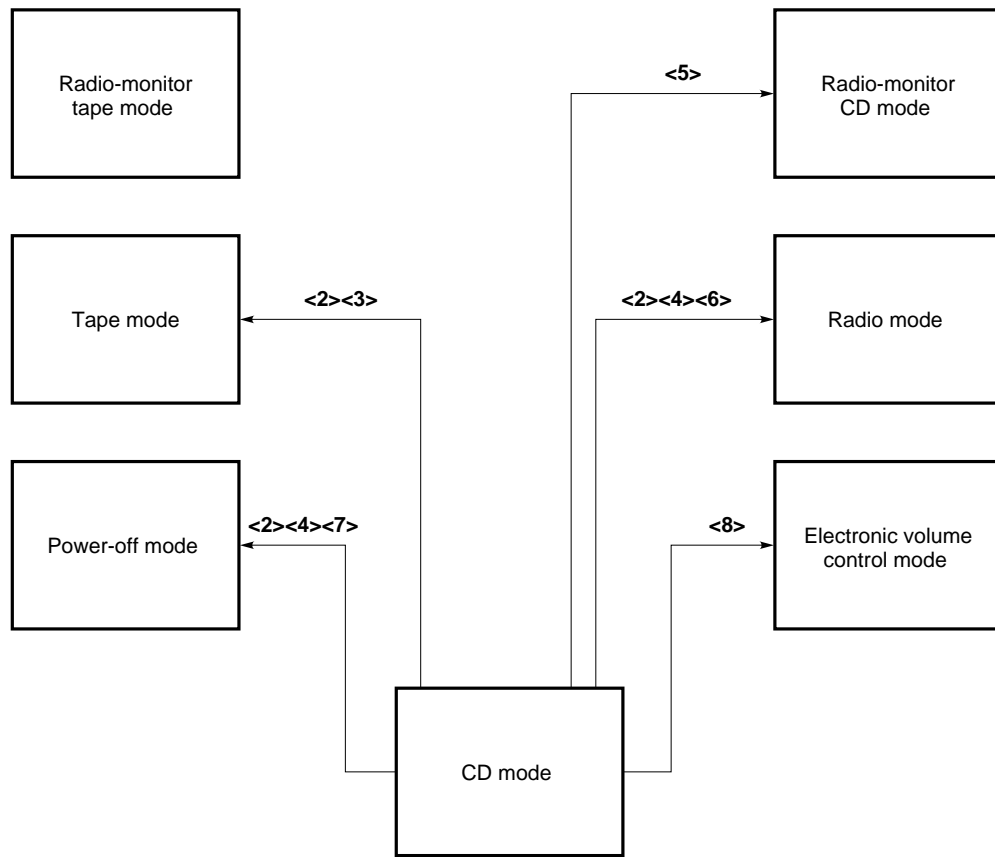 Radio-monitor
tape mode
<5>
Radio-monitor
CD mode
Tape mode
<2><3>
<2><4><6>
Radio mode
Power-off mode
<2><4><7>
<8>
Electronic volume
control mode
CD mode